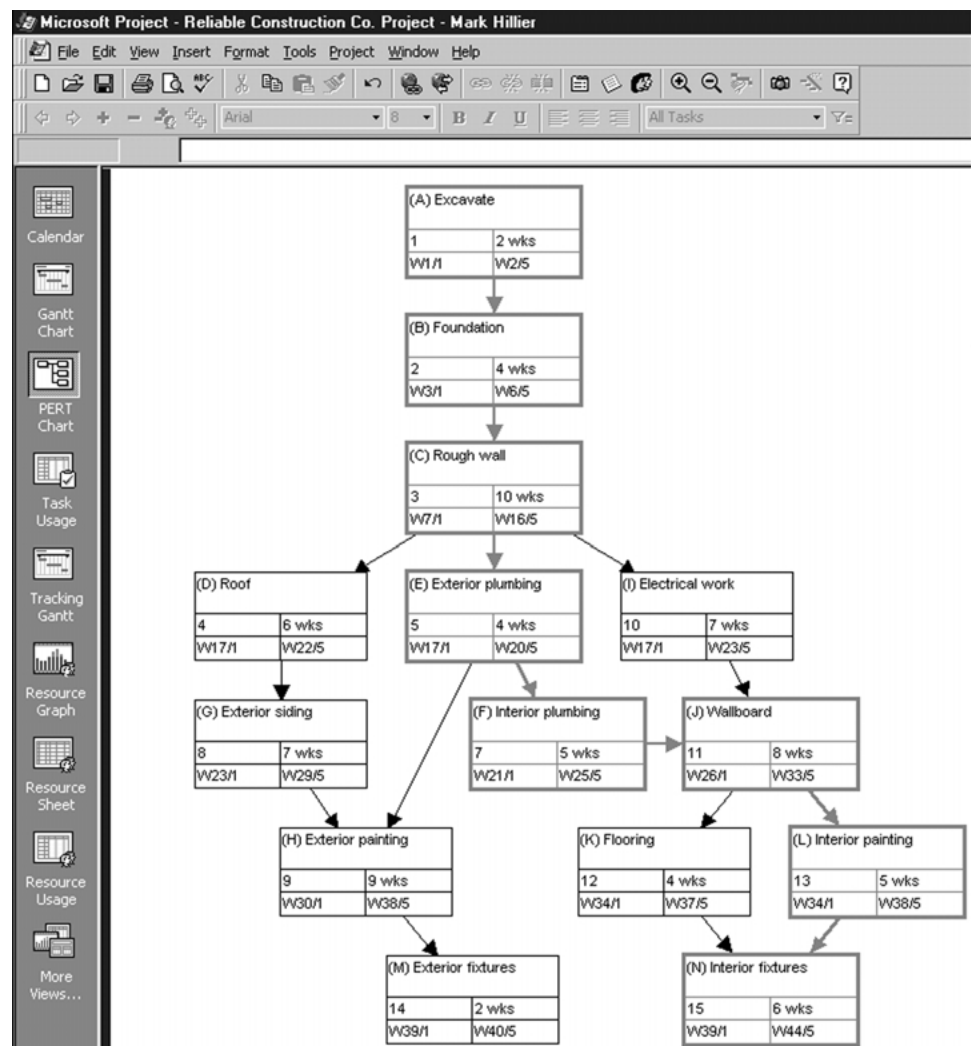 Microsoft Project - Reliable Construction Co. Project - Mark Hillier
File Edit View Insert Format Tools Project Window Help
ABC
Arial 8 B I U All Tasks
Calendar
Gantt
Chart
PERT
Chart
Task
Usage
Tracking
Gantt
Resource
Graph
Resource
Sheet
Resource
Usage
More
Views...
(A) Excavate
1 2 wks
W1/1 W2/5
(B) Foundation
2 4 wks
W3/1 W6/5
(C) Rough wall
3 10 wks
W7/1 W16/5
(D) Roof
4 6 wks
W17/1 W22/5
(E) Exterior plumbing
5 4 wks
W17/1 W20/5
(I) Electrical work
10 7 wks
W17/1 W23/5
(G) Exterior siding
8 7 wks
W23/1 W29/5
(F) Interior plumbing
7 5 wks
W21/1 W25/5
(J) Wallboard
11 8 wks
W26/1 W33/5
(H) Exterior painting
9 9 wks
W30/1 W38/5
(K) Flooring
12 4 wks
W34/1 W37/5
(L) Interior painting
13 5 wks
W34/1 W38/5
(M) Exterior fixtures
14 2 wks
W39/1 W40/5
(N) Interior fixtures
15 6 wks
W39/1 W44/5